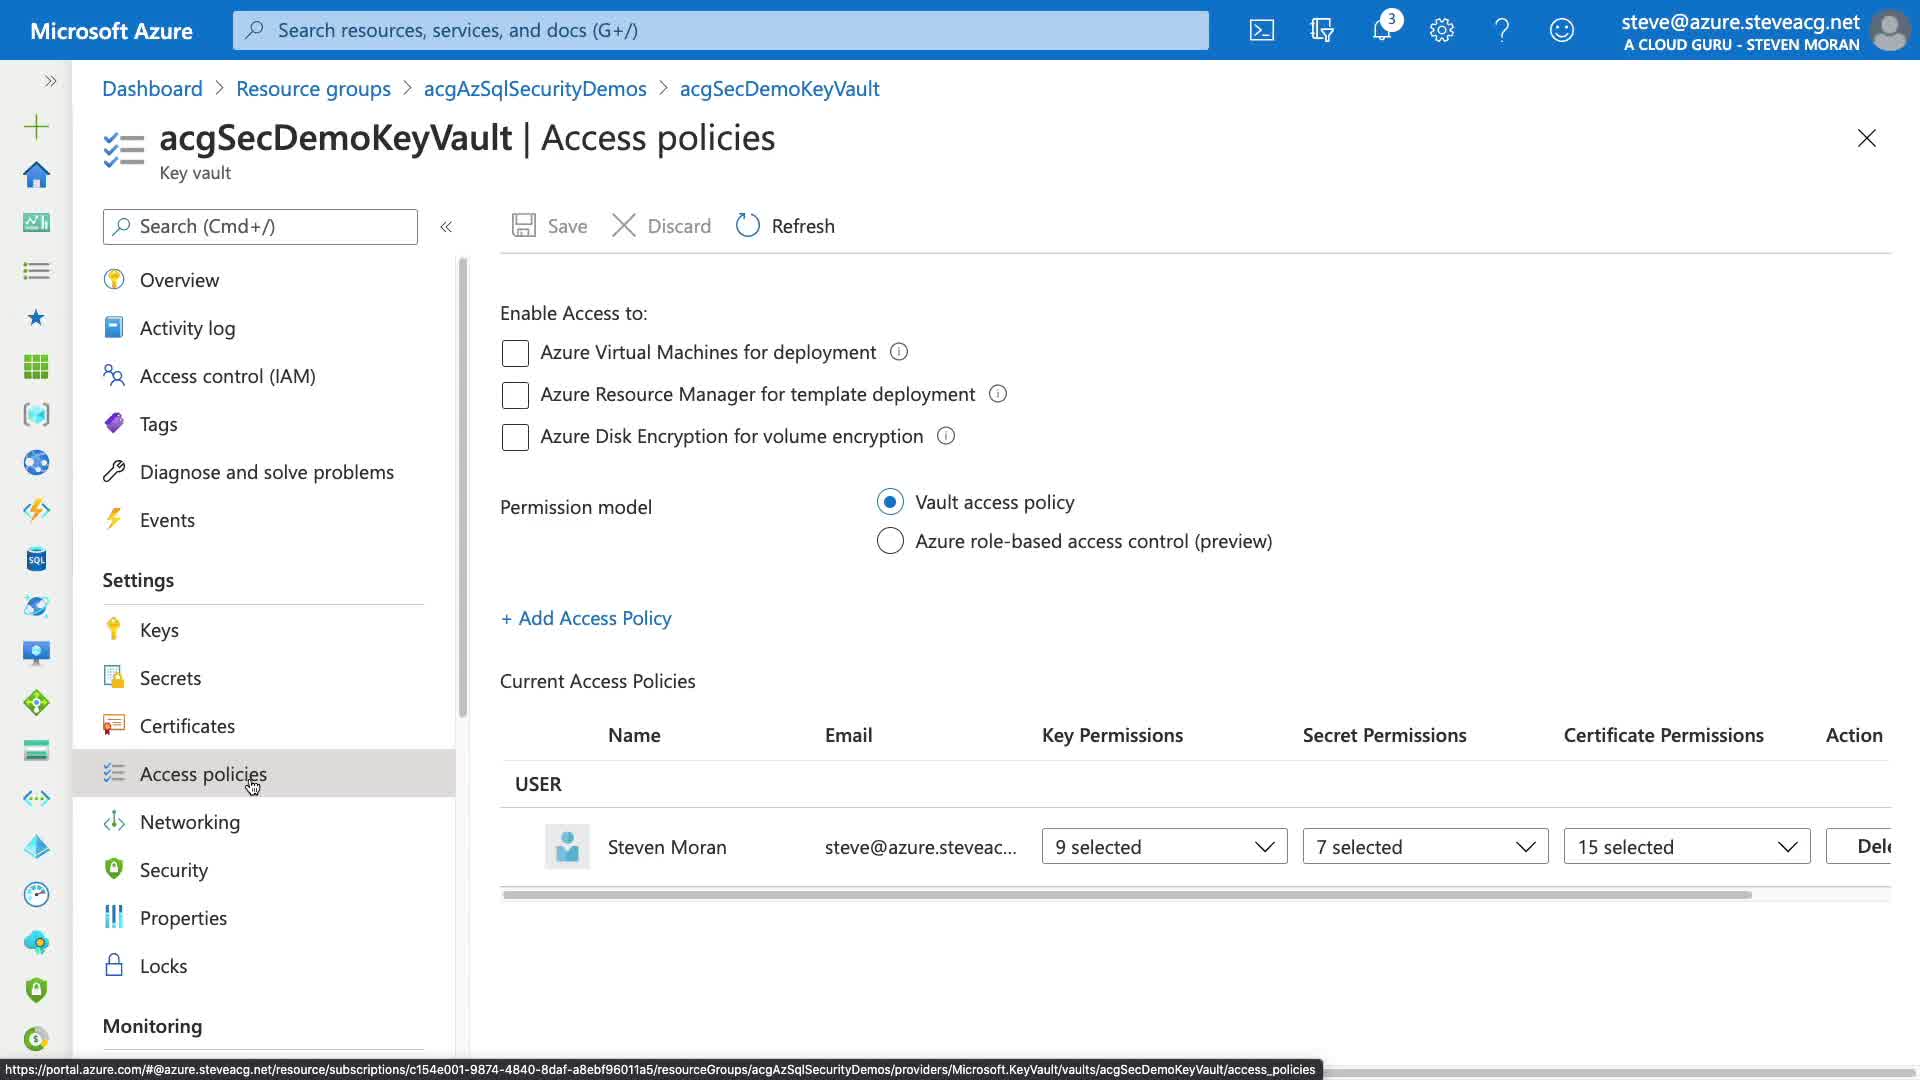 Microsoft Azure
Search resources, services, and docs (G+/)
3
steve@azure.steveacg.net
A CLOUD GURU - STEVEN MORAN
Dashboard > Resource groups > acgAzSqlSecurityDemos > acgSecDemoKeyVault
acgSecDemoKeyVault | Access policies
Key vault
Search (Cmd+/)
Save
Discard
Refresh
Overview
Activity log
Access control (IAM)
Tags
Diagnose and solve problems
Events
Settings
Keys
Secrets
Certificates
Access policies
Networking
Security
Properties
Locks
Monitoring
Enable Access to:
Azure Virtual Machines for deployment
Azure Resource Manager for template deployment
Azure Disk Encryption for volume encryption
Permission model
Vault access policy
Azure role-based access control (preview)
+ Add Access Policy
Current Access Policies
Name Email Key Permissions Secret Permissions Certificate Permissions Action
USER
Steven Moran steve@azure.steveac... 9 selected 7 selected 15 selected Dele
SQL
https://portal.azure.com/#@azure.steveacg.net/resource/subscriptions/c154e001-9874-4840-8daf-a8ebf96011a5/resourceGroups/acgAzSqlSecurityDemos/providers/Microsoft.KeyVault/vaults/acgSecDemoKeyVault/access_policies